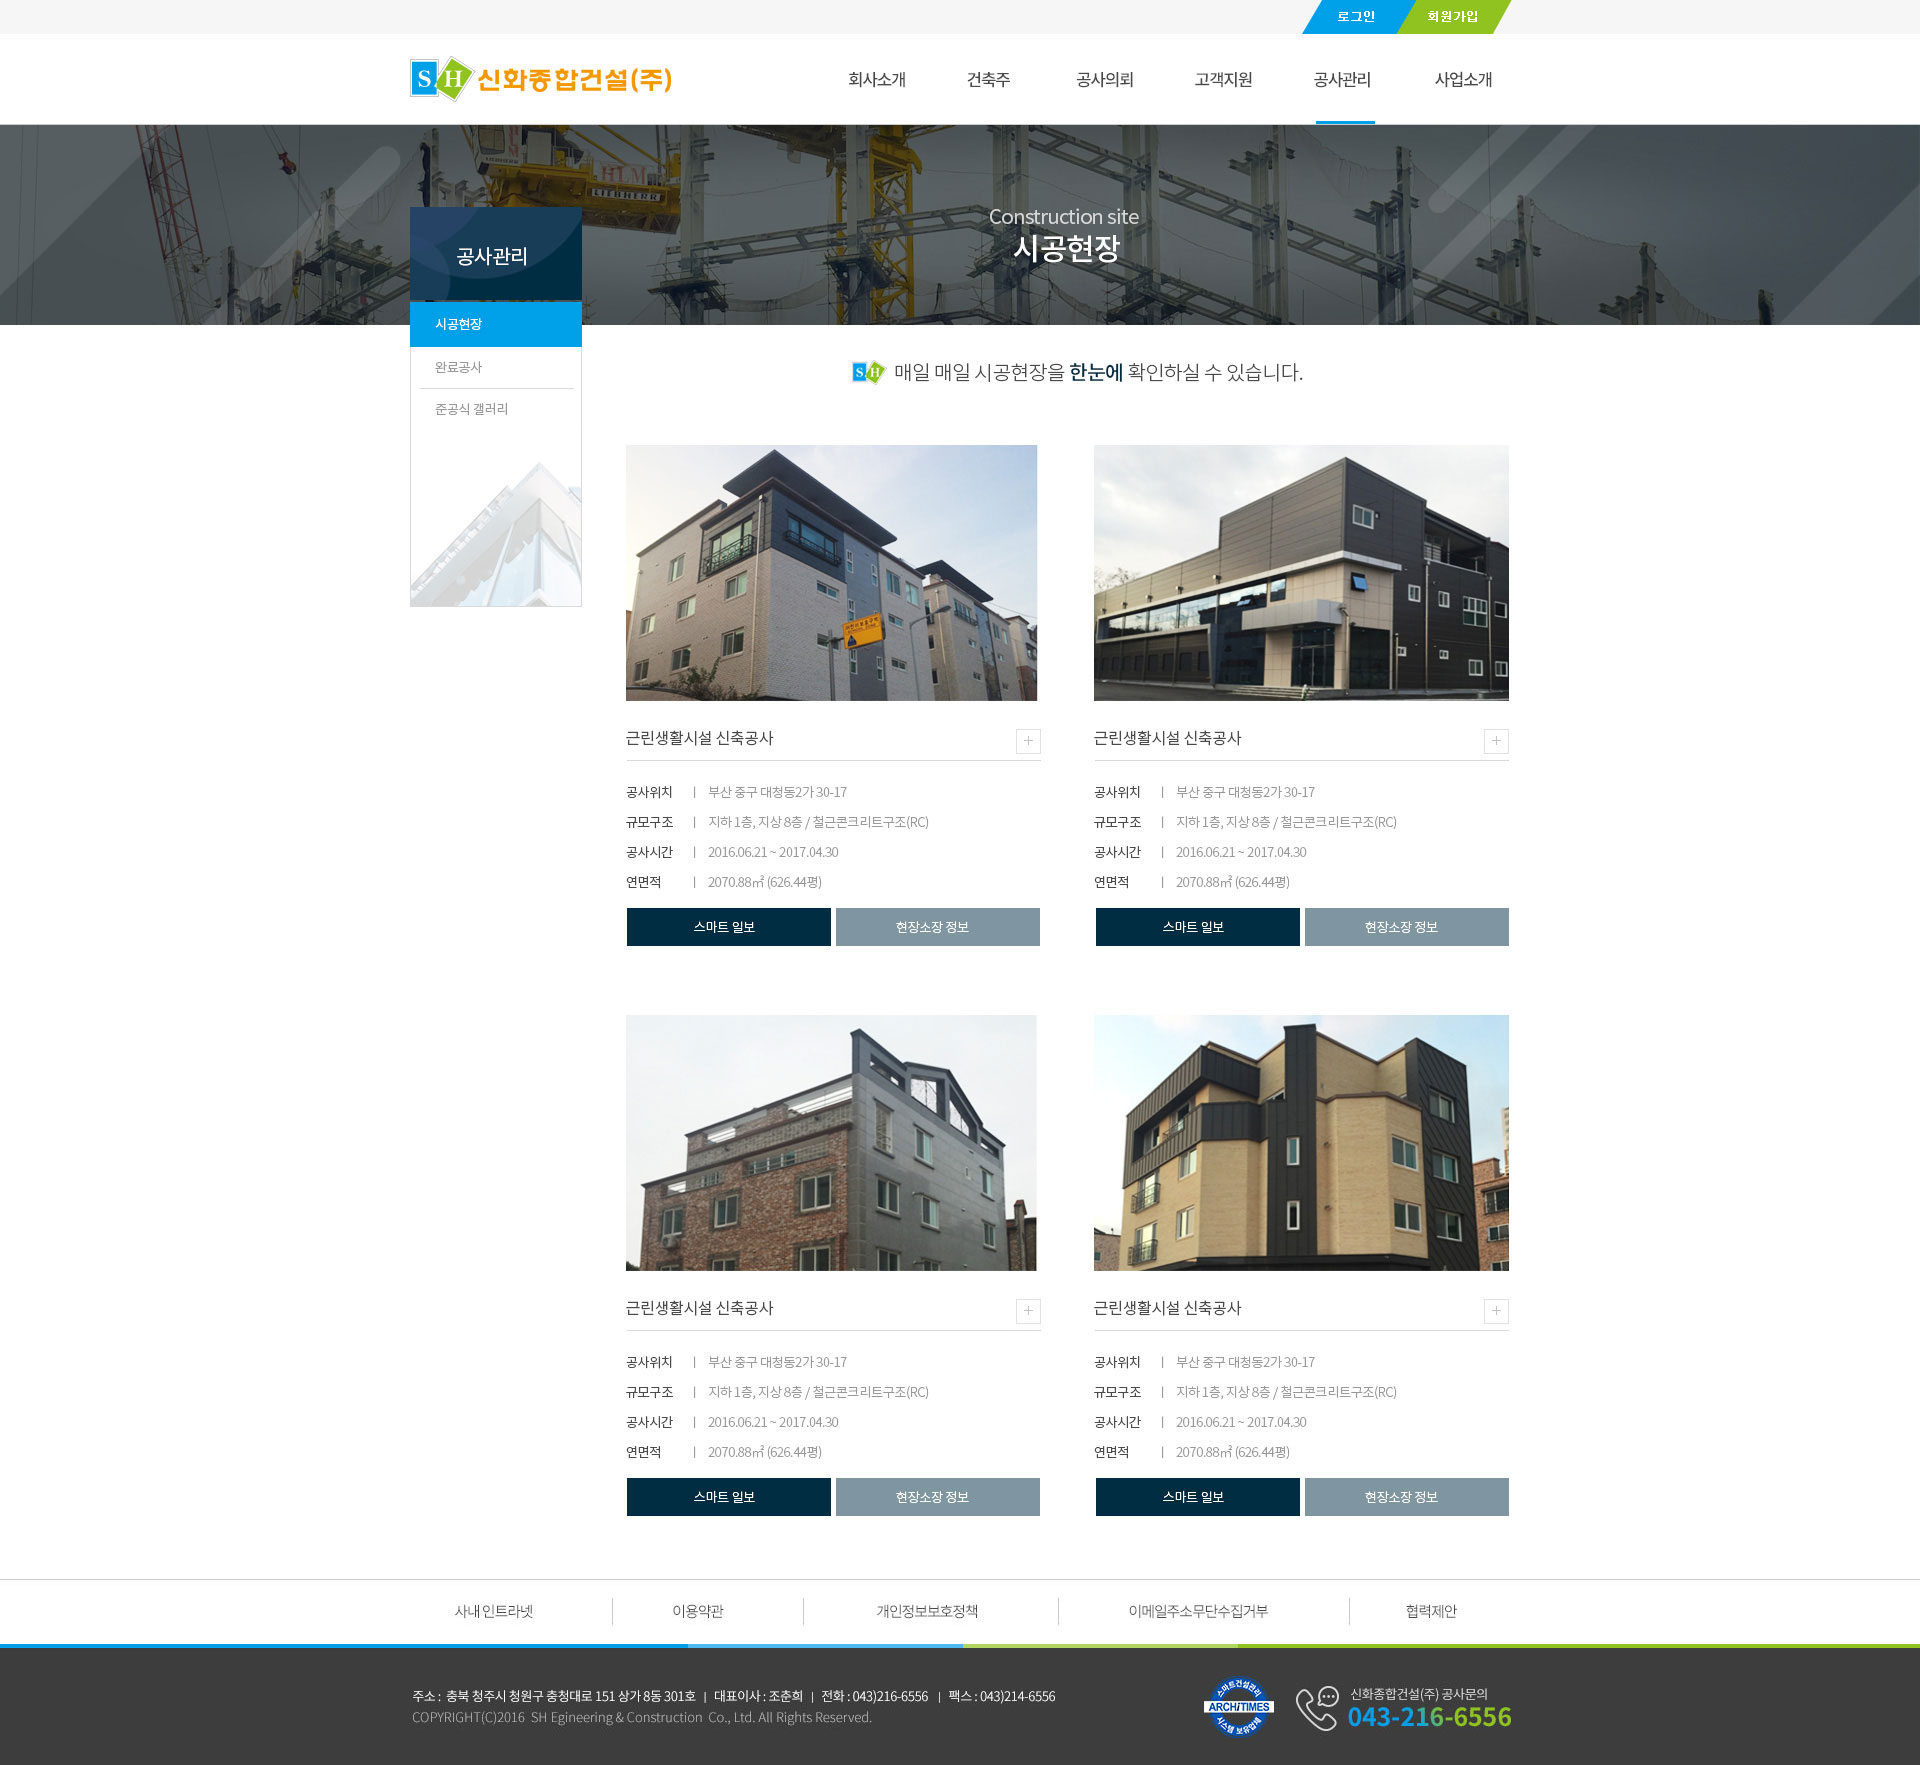 로그인 회원가입
S.H 신화종합건설(주)
회사소개 건축주 공사의뢰 고객지원 공사관리 사업소개
HLM
LIEBHERR
Construction site
시공현장
공사관리
시공현장
완료공사
준공식 갤러리
S.H 매일 매일 시공현장을 한눈에 확인하실 수 있습니다.
근린생활시설 신축공사 +
공사위치 | 부산 중구 대청동2가 30-17
규모구조 | 지하 1층, 지상 8층 / 철근콘크리트구조(RC)
공사시간 | 2016.06.21 ~ 2017.04.30
연면적 | 2070.88㎡ (626.44평)
스마트 일보 현장소장 정보
근린생활시설 신축공사 +
공사위치 | 부산 중구 대청동2가 30-17
규모구조 | 지하 1층, 지상 8층 / 철근콘크리트구조(RC)
공사시간 | 2016.06.21 ~ 2017.04.30
연면적 | 2070.88㎡ (626.44평)
스마트 일보 현장소장 정보
근린생활시설 신축공사 +
공사위치 | 부산 중구 대청동2가 30-17
규모구조 | 지하 1층, 지상 8층 / 철근콘크리트구조(RC)
공사시간 | 2016.06.21 ~ 2017.04.30
연면적 | 2070.88㎡ (626.44평)
스마트 일보 현장소장 정보
근린생활시설 신축공사 +
공사위치 | 부산 중구 대청동2가 30-17
규모구조 | 지하 1층, 지상 8층 / 철근콘크리트구조(RC)
공사시간 | 2016.06.21 ~ 2017.04.30
연면적 | 2070.88㎡ (626.44평)
스마트 일보 현장소장 정보
사내 인트라넷 이용약관 개인정보보호정책 이메일주소무단수집거부 협력제안
주소 : 충북 청주시 청원구 충청대로 151 상가 8동 301호 | 대표이사 : 조춘희 | 전화 : 043)216-6556 | 팩스 : 043)214-6556
COPYRIGHT(C)2016 SH Egineering & Construction Co., Ltd. All Rights Reserved.
스마트건설관리
ARCH/TIMES
시스템 보유업체
신화종합건설(주) 공사문의
043-216-6556